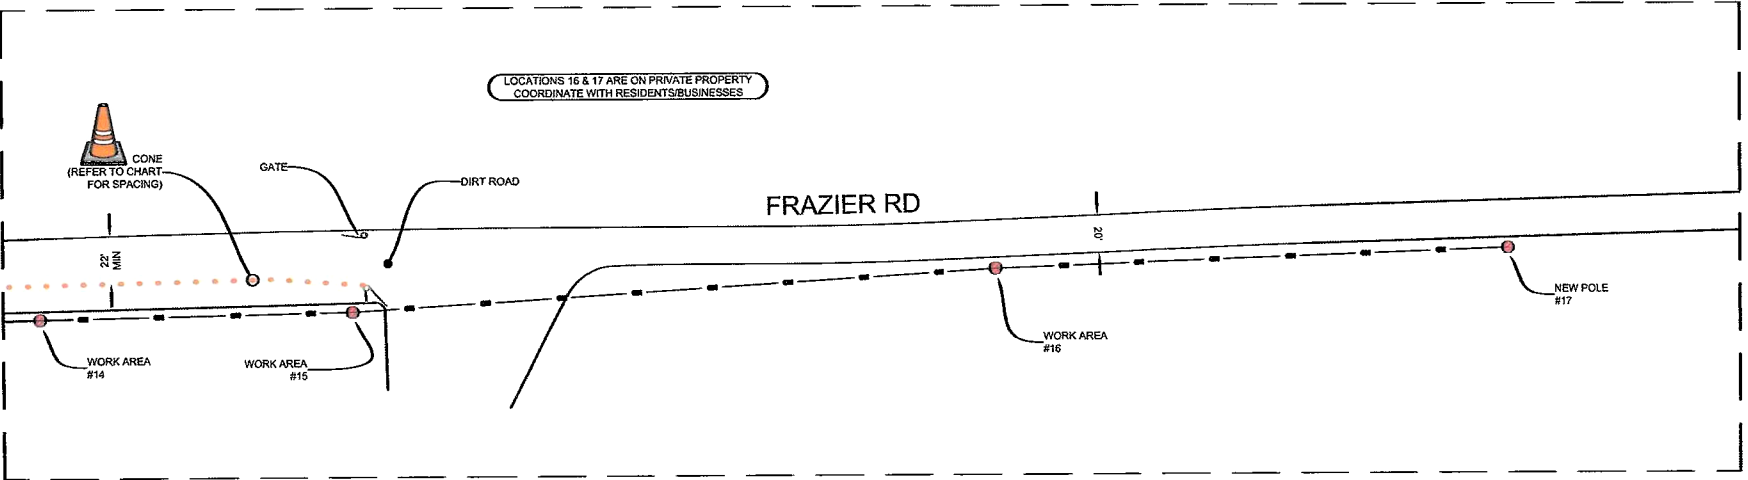 LOCATIONS 16 & 17 ARE ON PRIVATE PROPERTY
COORDINATE WITH RESIDENTS/BUSINESSES
CONE
(REFER TO CHART
FOR SPACING)
GATE
DIRT ROAD
FRAZIER RD
22'
MIN
20'
WORK AREA
#14
WORK AREA
#15
WORK AREA
#16
NEW POLE
#17